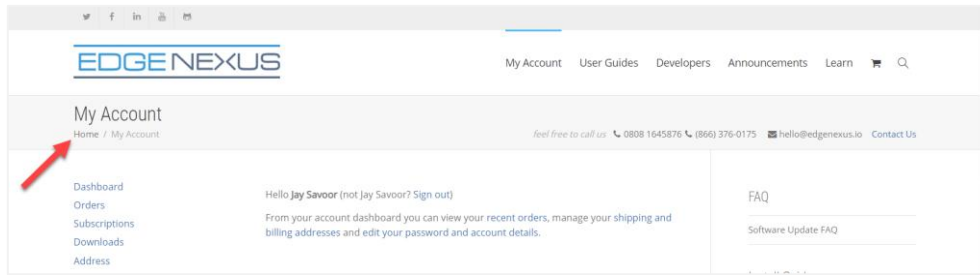 EDGENEXUS
My Account User Guides Developers Announcements Learn
My Account
Home / My Account
feel free to call us 0808 1645876 (866) 376-0175 hello@edgenexus.io Contact Us
Dashboard
Orders
Subscriptions
Downloads
Address
Hello Jay Savoor (not Jay Savoor? Sign out)
From your account dashboard you can view your recent orders, manage your shipping and
billing addresses and edit your password and account details.
FAQ
Software Update FAQ